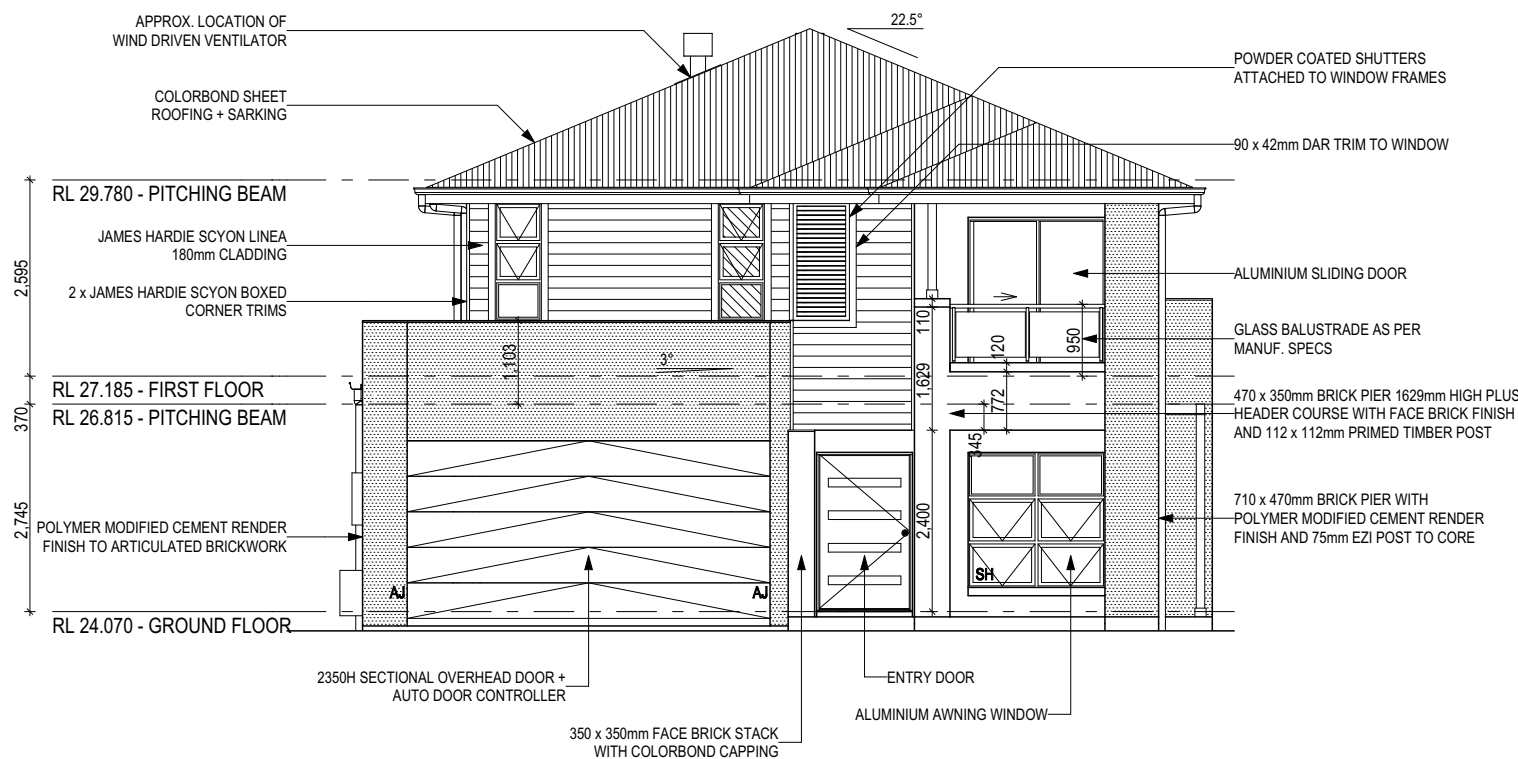 APPROX. LOCATION OF
WIND DRIVEN VENTILATOR
22.5°
POWDER COATED SHUTTERS
ATTACHED TO WINDOW FRAMES
COLORBOND SHEET
ROOFING + SARKING
90 x 42mm DAR TRIM TO WINDOW
RL 29.780 - PITCHING BEAM
JAMES HARDIE SCYON LINEA
180mm CLADDING
2,595
ALUMINIUM SLIDING DOOR
2 x JAMES HARDIE SCYON BOXED
CORNER TRIMS
110
GLASS BALUSTRADE AS PER
MANUF. SPECS
950
120
1,103
3°
1,629
RL 27.185 - FIRST FLOOR
370
RL 26.815 - PITCHING BEAM
772
470 x 350mm BRICK PIER 1629mm HIGH PLUS
HEADER COURSE WITH FACE BRICK FINISH
AND 112 x 112mm PRIMED TIMBER POST
345
2,745
2,400
710 x 470mm BRICK PIER WITH
POLYMER MODIFIED CEMENT RENDER
FINISH AND 75mm EZI POST TO CORE
POLYMER MODIFIED CEMENT RENDER
FINISH TO ARTICULATED BRICKWORK
SH
AJ
AJ
RL 24.070 - GROUND FLOOR
2350H SECTIONAL OVERHEAD DOOR +
AUTO DOOR CONTROLLER
ENTRY DOOR
ALUMINIUM AWNING WINDOW
350 x 350mm FACE BRICK STACK
WITH COLORBOND CAPPING